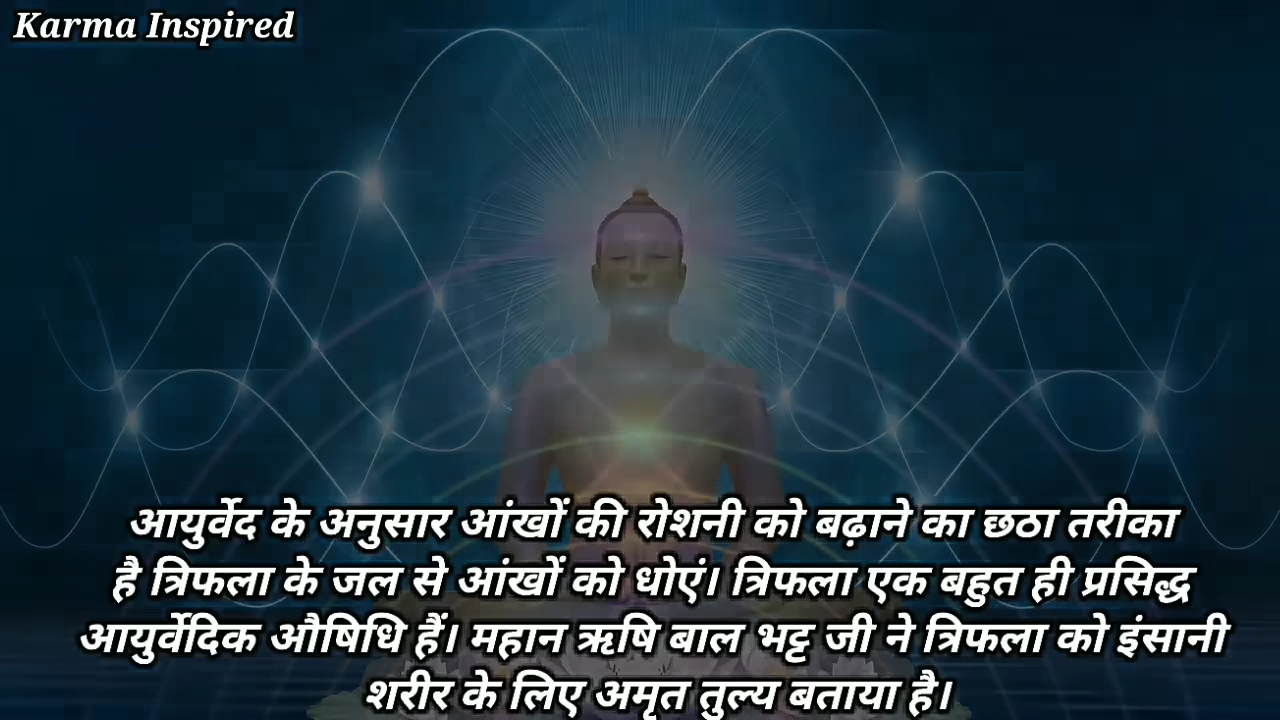 Karma Inspired
आयुर्वेद के अनुसार आंखों की रोशनी को बढ़ाने का छठा तरीका
है त्रिफला के जल से आंखों को धोएं। त्रिफला एक बहुत ही प्रसिद्ध
आयुर्वेदिक औषिधि हैं। महान ऋषि बाल भट्ट जी ने त्रिफला को इंसानी
शरीर के लिए अमृत तुल्य बताया है।